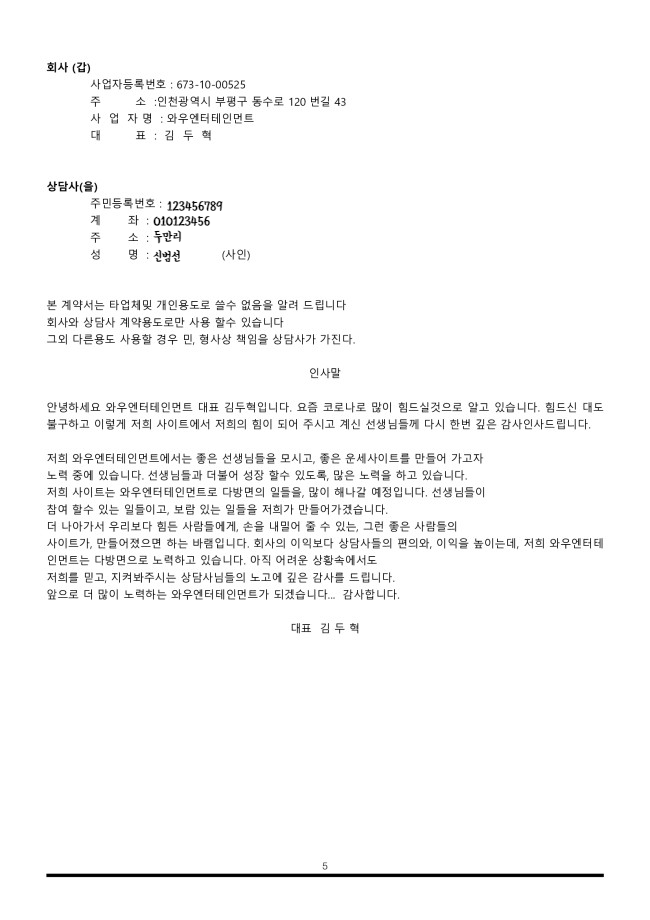 회사 (갑)
사업자등록번호 : 673-10-00525
주 소 :인천광역시 부평구 동수로 120 번길 43
사 업 자 명 : 와우엔터테인먼트
대 표 : 김 두 혁
상담사(을)
주민등록번호 : 123456789
계 좌 : 010123456
주 소 : 두만리
성 명 : 신범선 (사인)
본 계약서는 타업체및 개인용도로 쓸수 없음을 알려 드립니다
회사와 상담사 계약용도로만 사용 할수 있습니다
그외 다른용도 사용할 경우 민, 형사상 책임을 상담사가 가진다.
인사말
안녕하세요 와우엔터테인먼트 대표 김두혁입니다. 요즘 코로나로 많이 힘드실것으로 알고 있습니다. 힘드신 대도
불구하고 이렇게 저희 사이트에서 저희의 힘이 되어 주시고 계신 선생님들께 다시 한번 깊은 감사인사드립니다.
저희 와우엔터테인먼트에서는 좋은 선생님들을 모시고, 좋은 운세사이트를 만들어 가고자
노력 중에 있습니다. 선생님들과 더불어 성장 할수 있도록, 많은 노력을 하고 있습니다.
저희 사이트는 와우엔터테인먼트로 다방면의 일들을, 많이 해나갈 예정입니다. 선생님들이
참여 할수 있는 일들이고, 보람 있는 일들을 저희가 만들어가겠습니다.
더 나아가서 우리보다 힘든 사람들에게, 손을 내밀어 줄 수 있는, 그런 좋은 사람들의
사이트가, 만들어졌으면 하는 바램입니다. 회사의 이익보다 상담사들의 편의와, 이익을 높이는데, 저희 와우엔터테
인먼트는 다방면으로 노력하고 있습니다. 아직 어려운 상황속에서도
저희를 믿고, 지켜봐주시는 상담사님들의 노고에 깊은 감사를 드립니다.
앞으로 더 많이 노력하는 와우엔터테인먼트가 되겠습니다... 감사합니다.
대표 김 두 혁
5